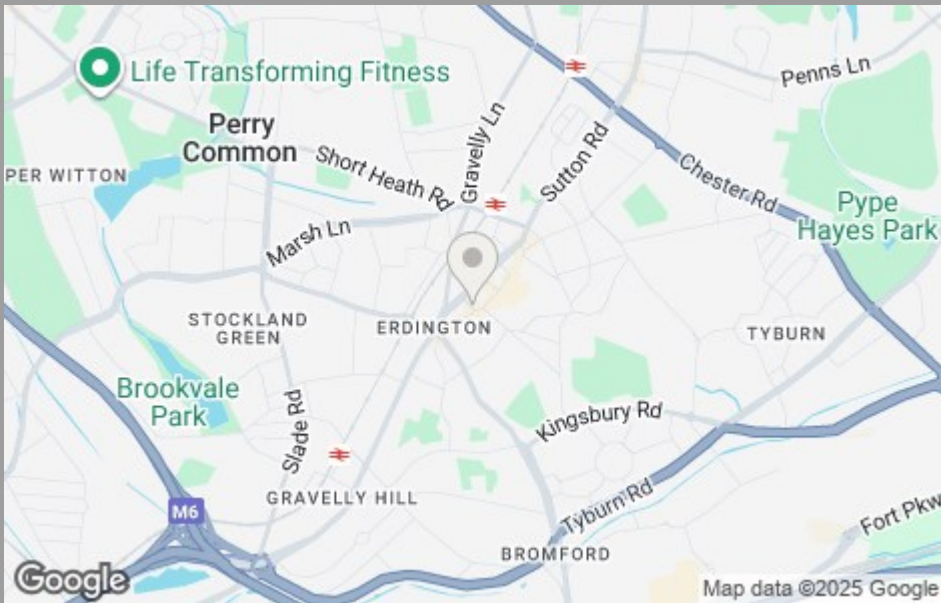 Life Transforming Fitness
Perry
Common
PER WITTON
Short Heath Rd
Gravelly Ln
Sutton Rd
Penns Ln
Chester Rd
Pype
Hayes Park
Marsh Ln
STOCKLAND
GREEN
ERDINGTON
TYBURN
Brookvale
Park
Slade Rd
Kingsbury Rd
GRAVELLY HILL
M6
Tyburn Rd
Fort Pkw
BROMFORD
Google
Map data ©2025 Google